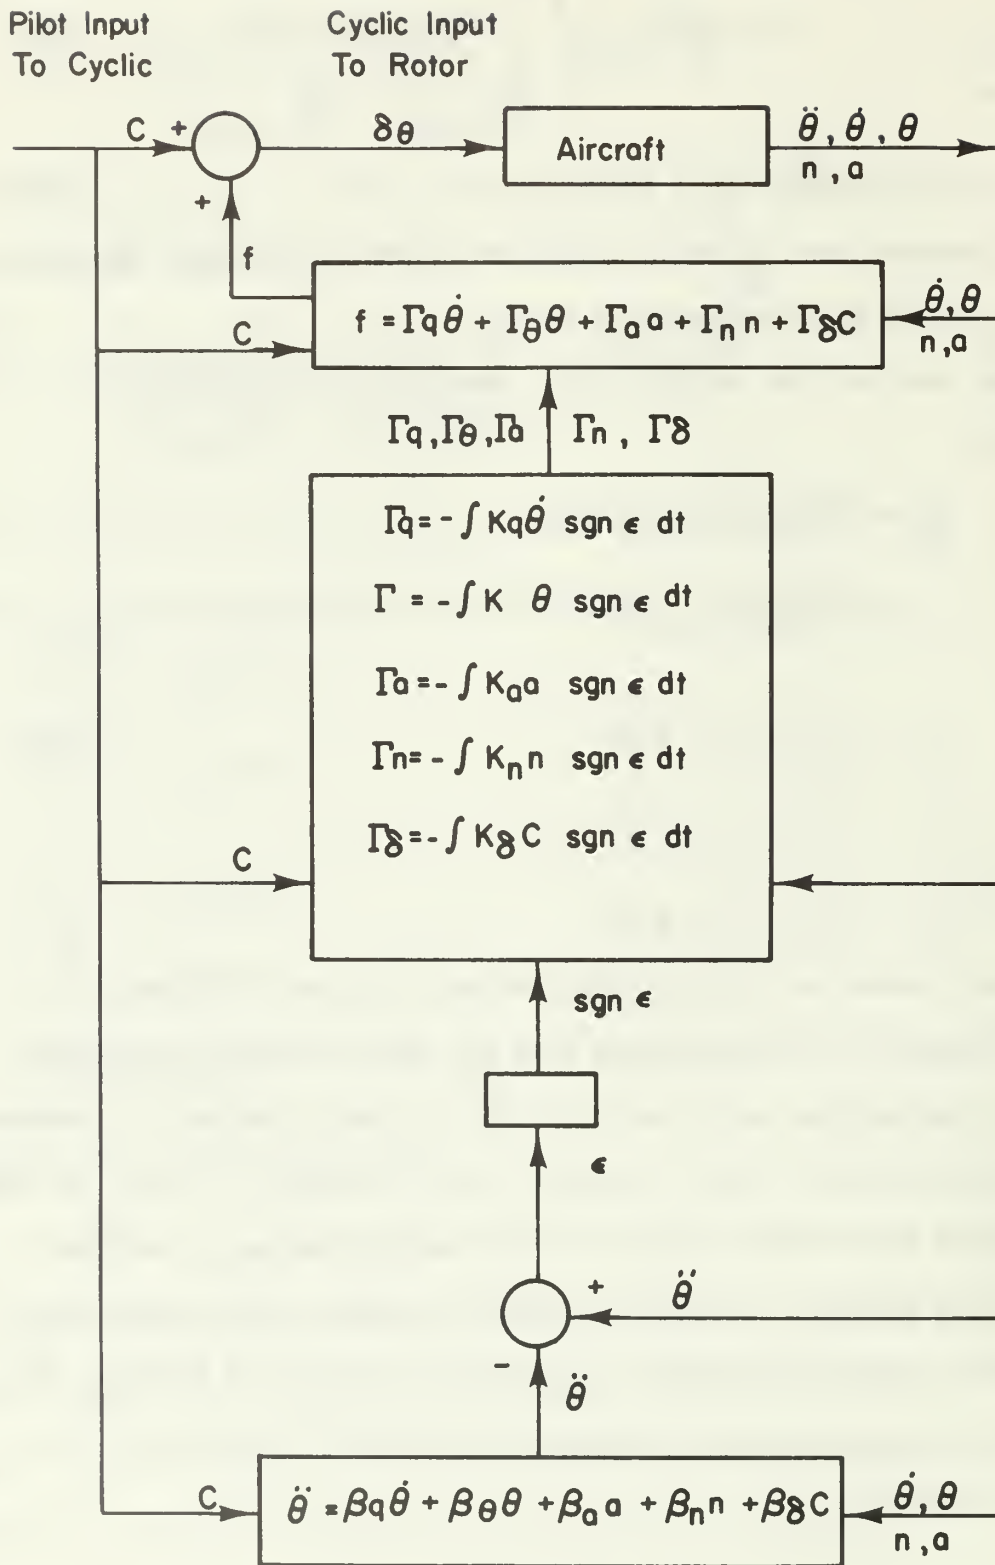 Pilot Input
To Cyclic
Cyclic Input
To Rotor
C
+
δθ
Aircraft
θ̈, θ̇, θ
n, a
+
f
C
f = Γq θ̇ + Γθ θ + Γa a + Γn n + Γδ C
θ̇, θ
n, a
Γq, Γθ, Γa Γn, Γδ
Γq = - ∫ Kq θ̇ sgn ϵ dt
Γ = - ∫ K θ sgn ϵ dt
Γa = - ∫ Ka a sgn ϵ dt
Γn = - ∫ Kn n sgn ϵ dt
Γδ = - ∫ Kδ C sgn ϵ dt
C
sgn ϵ
ϵ
+
θ̈
-
θ̈
C
θ̈ = βq θ̇ + βθ θ + βa a + βn n + βδ C
θ̇, θ
n, a